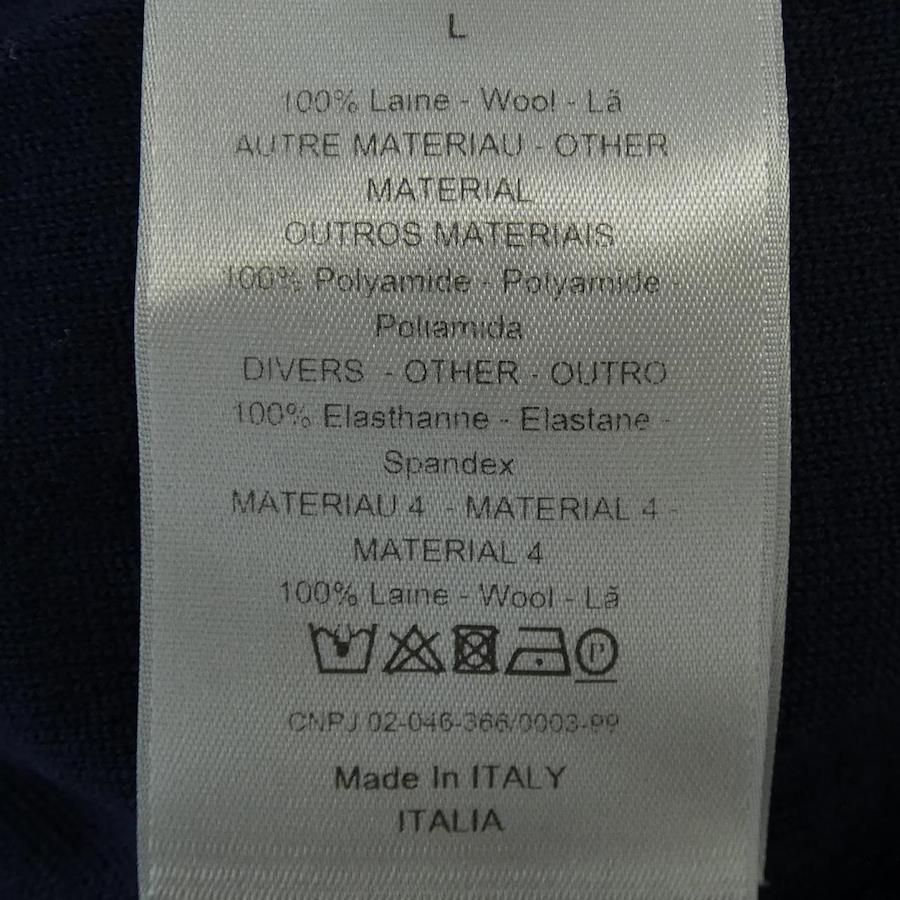 L
100% Laine - Wool - Lã
AUTRE MATERIAU - OTHER
MATERIAL
OUTROS MATERIAIS
100% Polyamide - Polyamide -
Poliamida
DIVERS - OTHER - OUTRO
100% Elasthanne - Elastane -
Spandex
MATERIAU 4 - MATERIAL 4 -
MATERIAL 4
100% Laine - Wool - Lã
P
CNPJ 02-046-366/0003-99
Made In ITALY
ITALIA